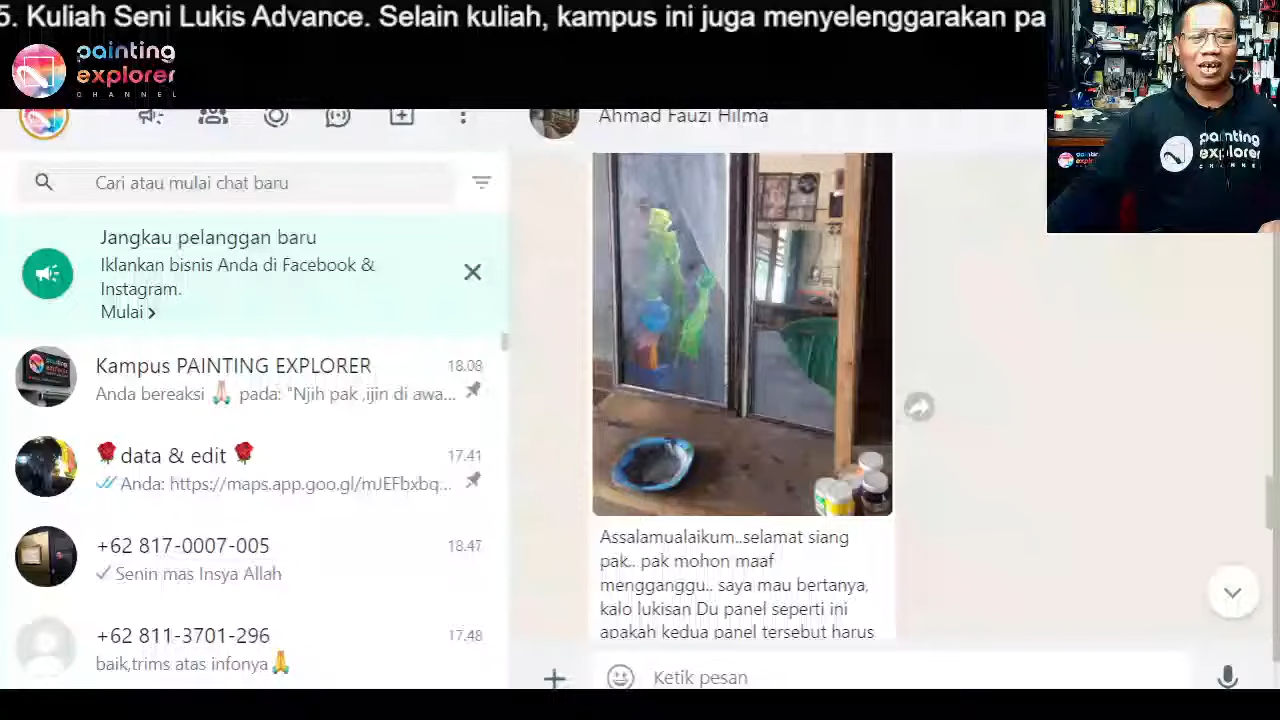 5. Kuliah Seni Lukis Advance. Selain kuliah, kampus ini juga menyelenggarakan pa
painting
explorer
CHANNEL
painting
explorer
CHANNEL
Ahmad Fauzi Hilma
Cari atau mulai chat baru
Jangkau pelanggan baru
Iklankan bisnis Anda di Facebook &
Instagram.
Mulai
Kampus PAINTING EXPLORER
18.08
Anda bereaksi 🙏🏻 pada: "Njih pak ,ijin di awa...
🌹data & edit 🌹
17.41
Anda: https://maps.app.goo.gl/mJEFbxbq...
+62 817-0007-005
18.47
Senin mas Insya Allah
+62 811-3701-296
17.48
baik,trims atas infonya🙏
Assalamualaikum..selamat siang
pak.. pak mohon maaf
mengganggu.. saya mau bertanya,
kalo lukisan Du panel seperti ini
apakah kedua panel tersebut harus
Ketik pesan